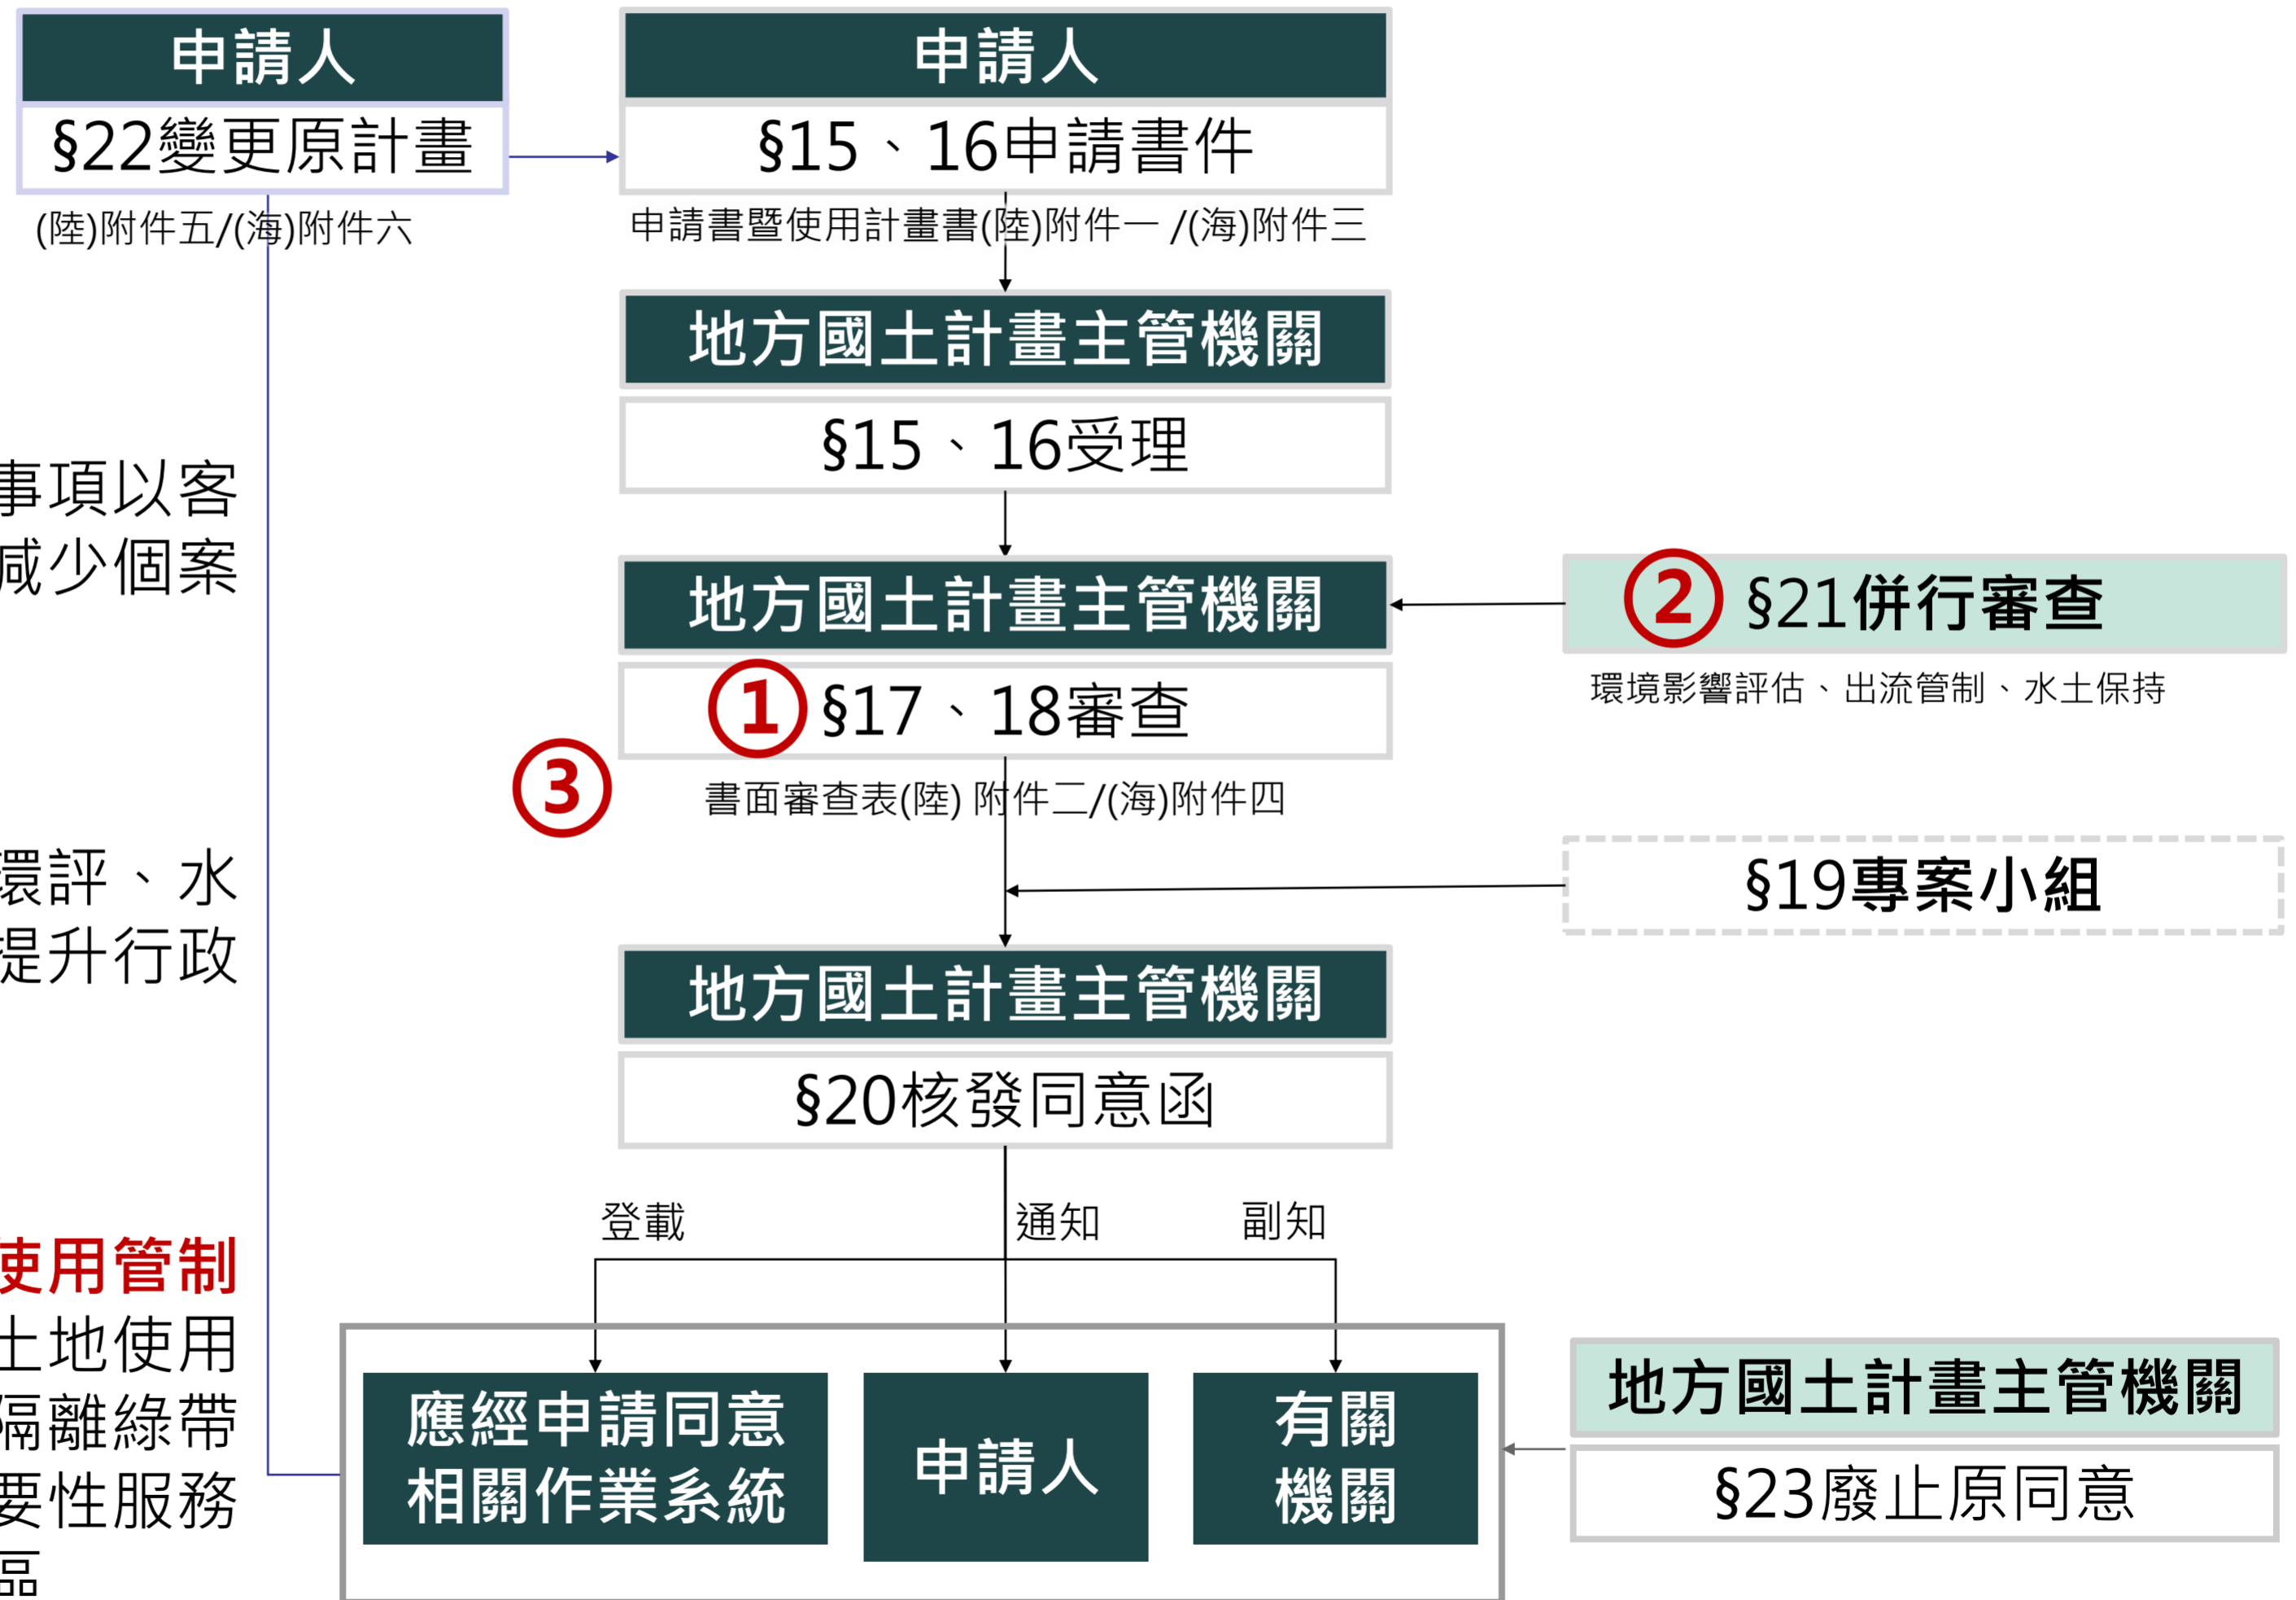 申請人
§22變更原計畫
(陸)附件五/(海)附件六
申請人
§15、16申請書件
申請書暨使用計畫書(陸)附件一 /(海)附件三
地方國土計畫主管機關
§15、16受理
事項以客
減少個案
地方國土計畫主管機關
② §21併行審查
環境影響評估、出流管制、水土保持
① §17、18審查
③
書面審查表(陸) 附件二/(海)附件四
環評、水
提升行政
§19專案小組
地方國土計畫主管機關
§20核發同意函
登載
通知
副知
使用管制
土地使用
隔離綠帶
要性服務
區
應經申請同意
相關作業系統
申請人
有關
機關
地方國土計畫主管機關
§23廢止原同意